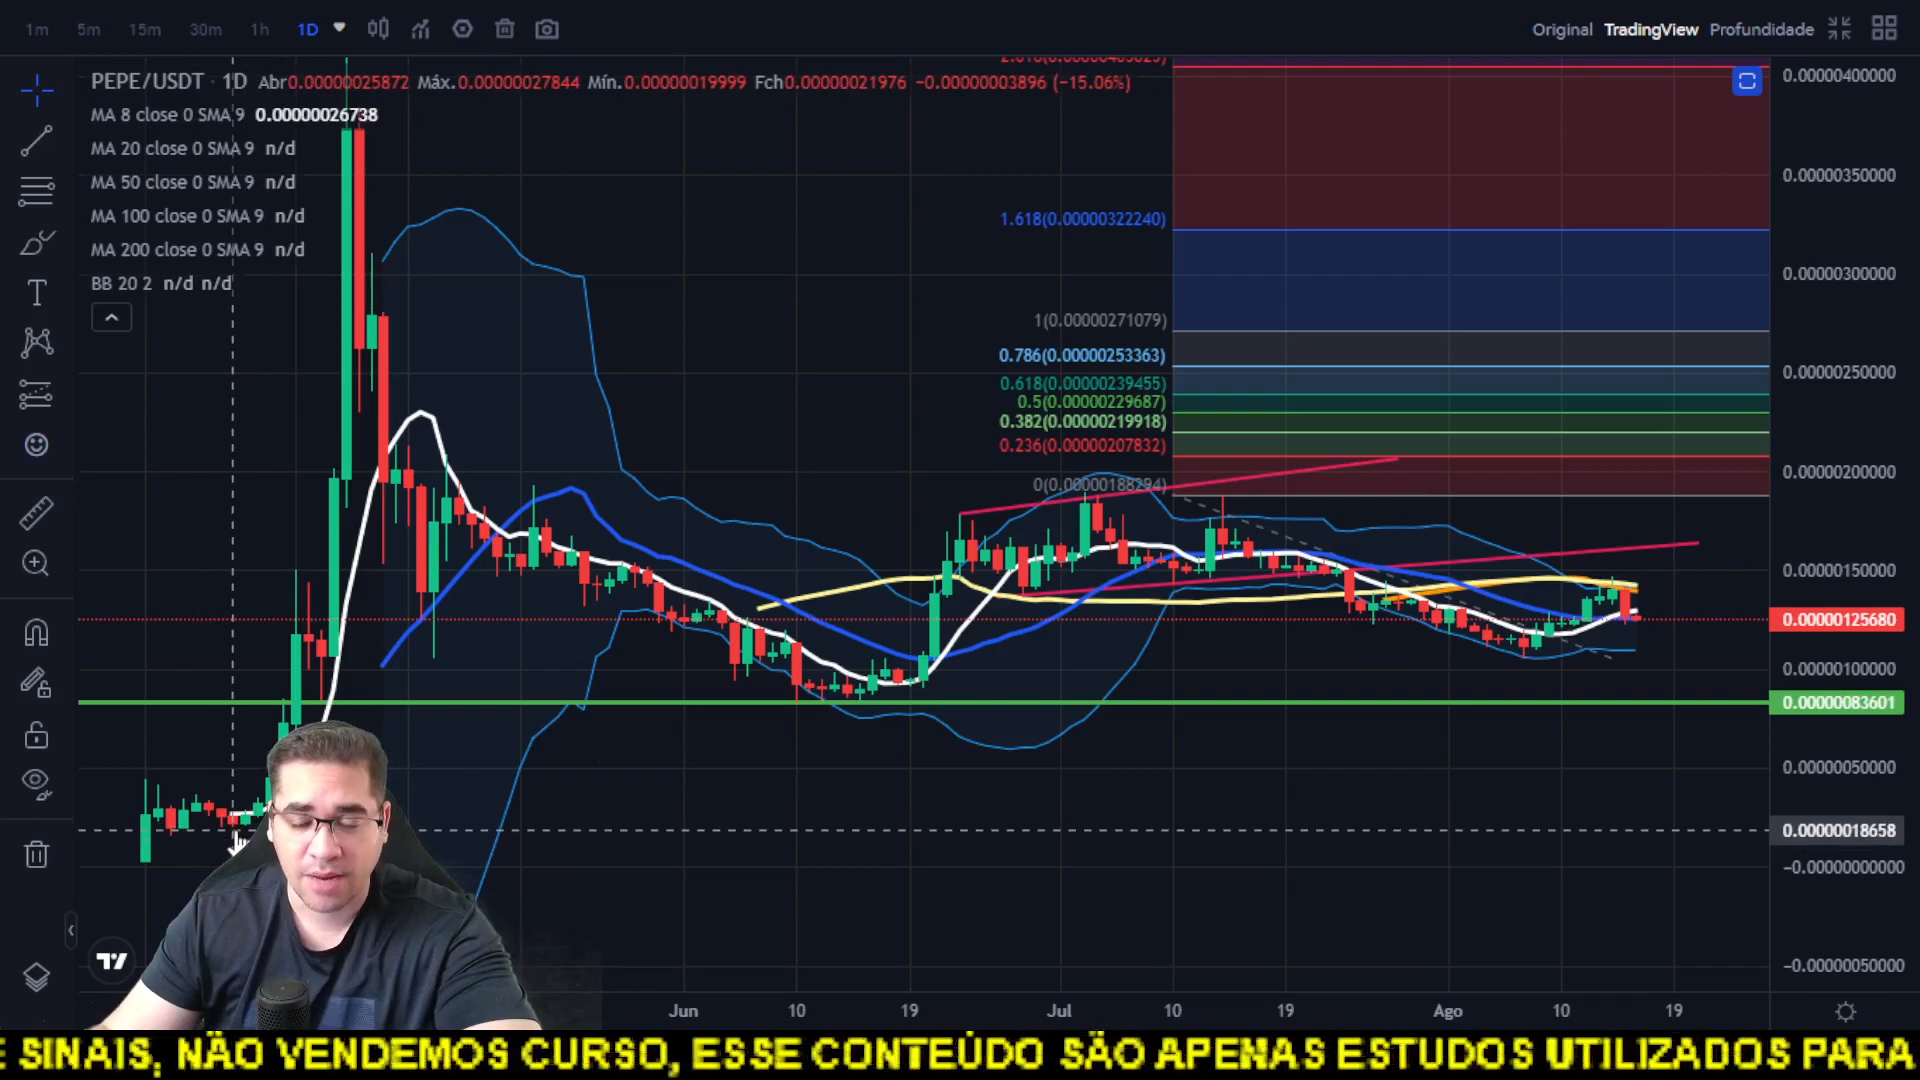 1m 5m 15m 30m 1h 1D
Original TradingView Profundidade
PEPE/USDT · 1D Abr0.00000025872 Máx.0.00000027844 Mín.0.00000019999 Fch0.00000021976 −0.00000003896 (−15.06%)
MA 8 close 0 SMA 9 0.00000026738
MA 20 close 0 SMA 9 n/d
MA 50 close 0 SMA 9 n/d
MA 100 close 0 SMA 9 n/d
MA 200 close 0 SMA 9 n/d
BB 20 2 n/d n/d
1.618(0.00000322240)
1(0.00000271079)
0.786(0.00000253363)
0.618(0.00000239455)
0.5(0.00000229687)
0.382(0.00000219918)
0.236(0.00000207832)
0(0.00000188294)
0.00000400000
0.00000350000
0.00000300000
0.00000250000
0.00000200000
0.00000150000
0.00000125680
0.00000100000
0.00000083601
0.00000050000
0.00000018658
−0.00000000000
−0.00000050000
Jun 10 19 Jul 10 19 Ago 10 19
E SINAIS, NÃO VENDEMOS CURSO, ESSE CONTEÚDO SÃO APENAS ESTUDOS UTILIZADOS PARA